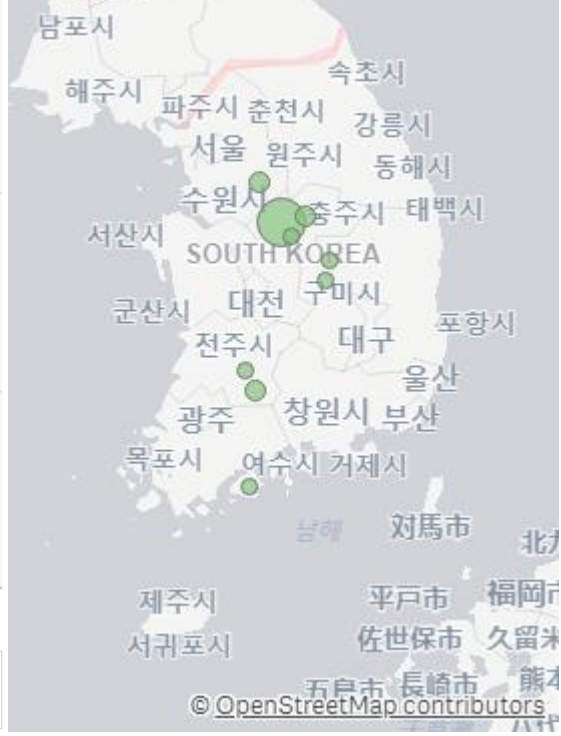 남포시
속초시
해주시
파주시 춘천시
강릉시
서울 원주시
동해시
수원시
충주시 태백시
서산시
SOUTH KOREA
대전 구미시
군산시
포항시
전주시 대구
울산
광주 창원시 부산
목포시 여수시 거제시
남해
対馬市
제주시 平戸市
서귀포시 佐世保市 久留米
五島市 長崎市
© OpenStreetMap contributors